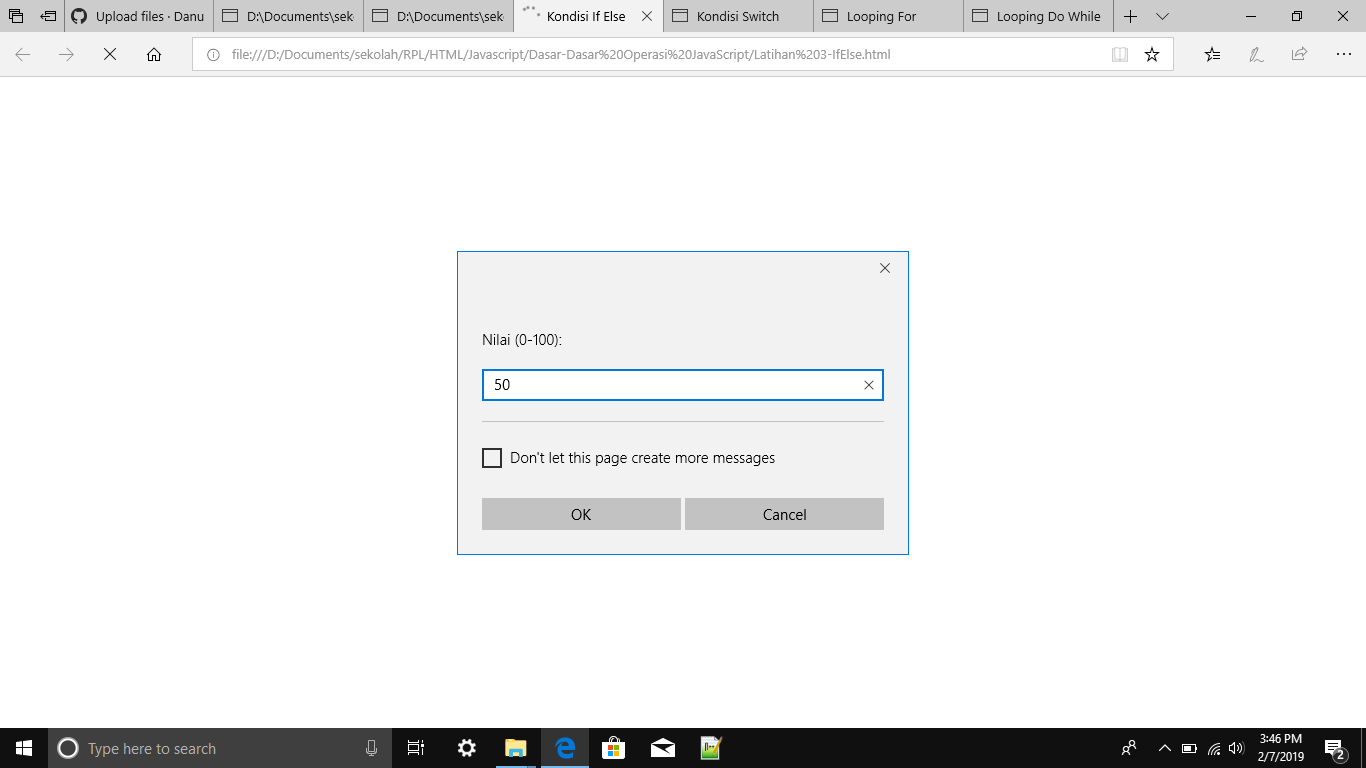 Upload files · Danu
D:\Documents\sek
D:\Documents\sek
Kondisi If Else
Kondisi Switch
Looping For
Looping Do While
file:///D:/Documents/sekolah/RPL/HTML/Javascript/Dasar-Dasar%20Operasi%20JavaScript/Latihan%203-IfElse.html
Nilai (0-100):
50
Don't let this page create more messages
OK
Cancel
Type here to search
3:46 PM
2/7/2019
2